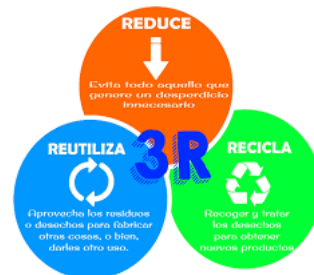 REDUCE
Evita todo aquello que
genere un desperdicio
innecesario
3R
REUTILIZA
Aprovecha los residuos
o desechos para fabricar
otras cosas, o bien,
darles otro uso.
RECICLA
Recoger y tratar
los desechos
para obtener
nuevos productos